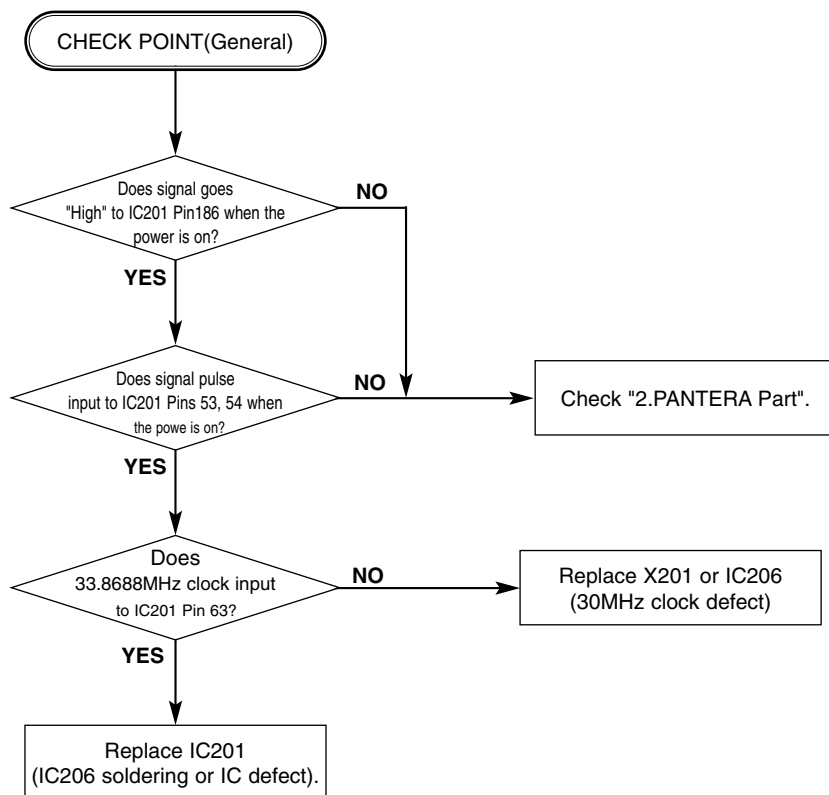 CHECK POINT(General)
Does signal goes
"High" to IC201 Pin186 when the
power is on?
NO
YES
Does signal pulse
input to IC201 Pins 53, 54 when
the powe is on?
NO
Check "2.PANTERA Part".
YES
Does
33.8688MHz clock input
to IC201 Pin 63?
NO
Replace X201 or IC206
(30MHz clock defect)
YES
Replace IC201
(IC206 soldering or IC defect).